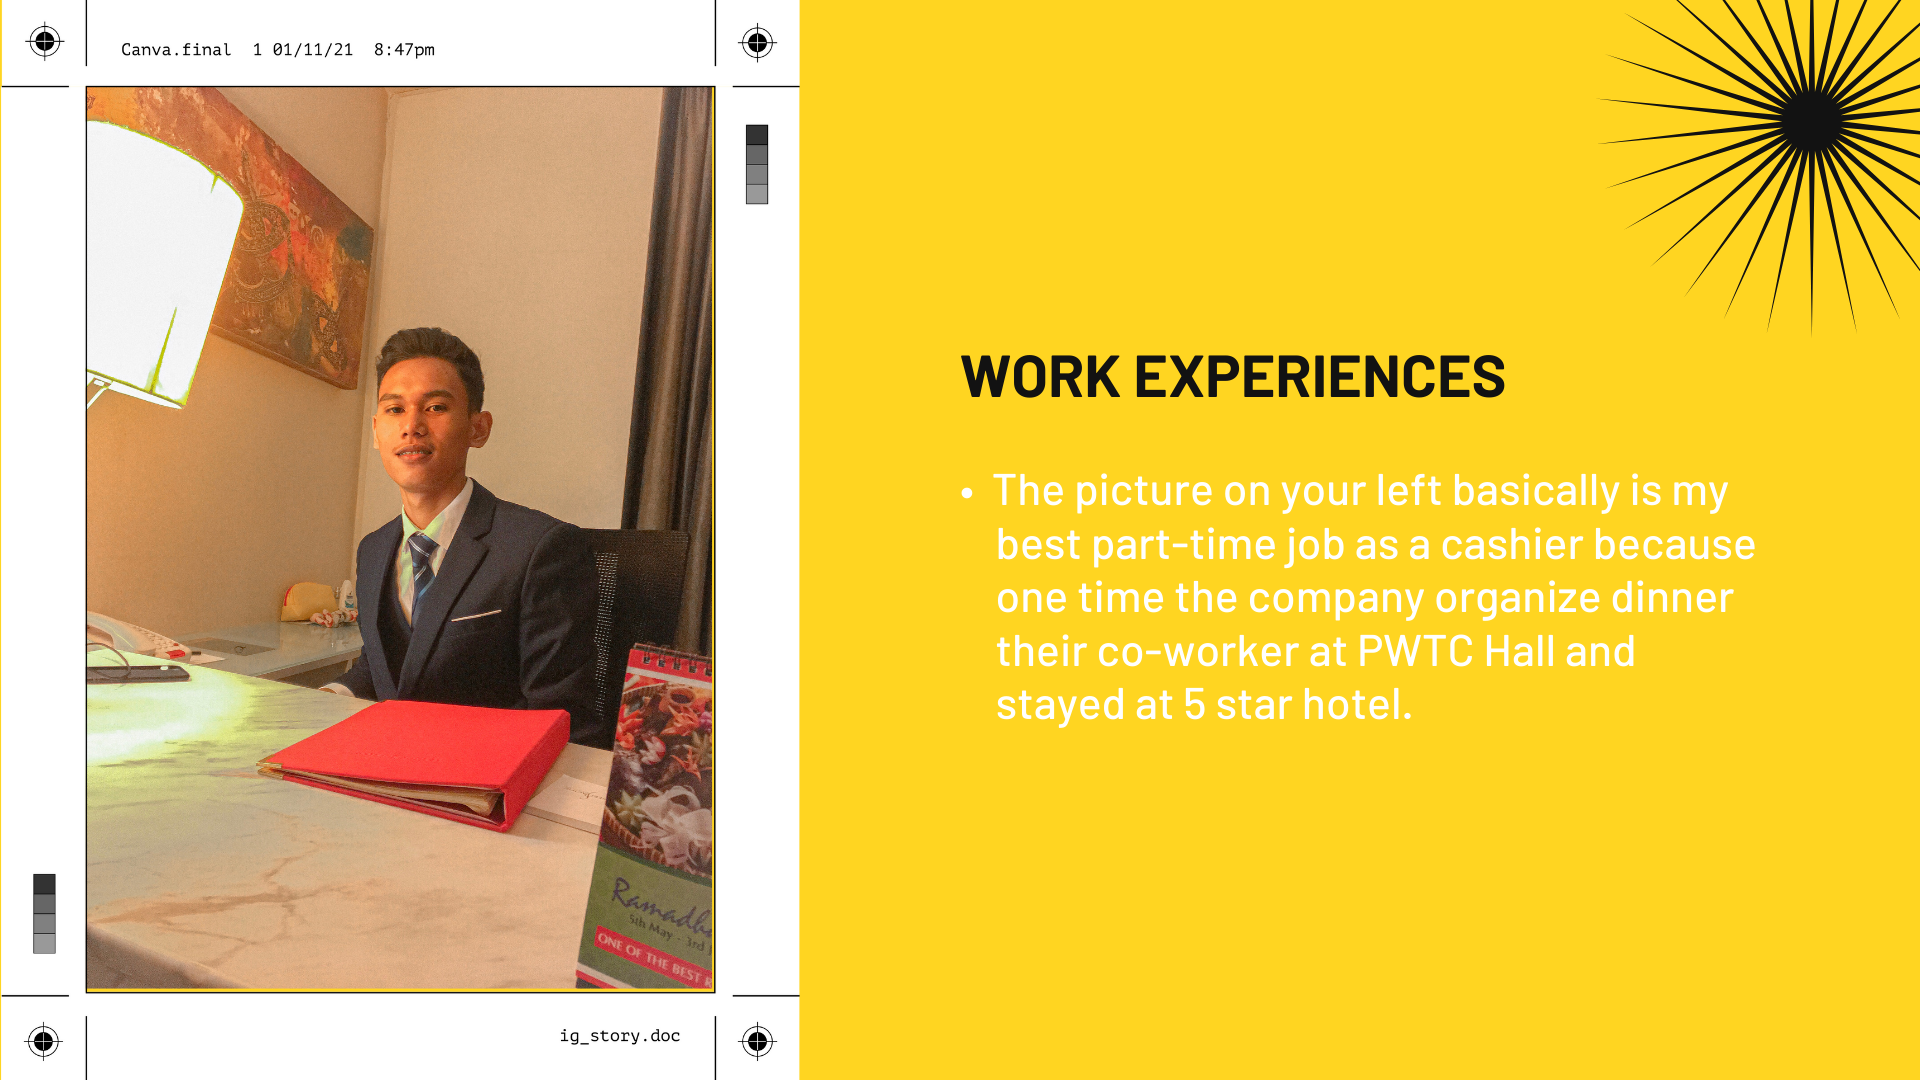 Canva.final 1 01/11/21 8:47pm
WORK EXPERIENCES
• The picture on your left basically is my
best part-time job as a cashier because
one time the company organize dinner
their co-worker at PWTC Hall and
stayed at 5 star hotel.
5th May - 3rd
ONE OF THE BEST
ig_story.doc